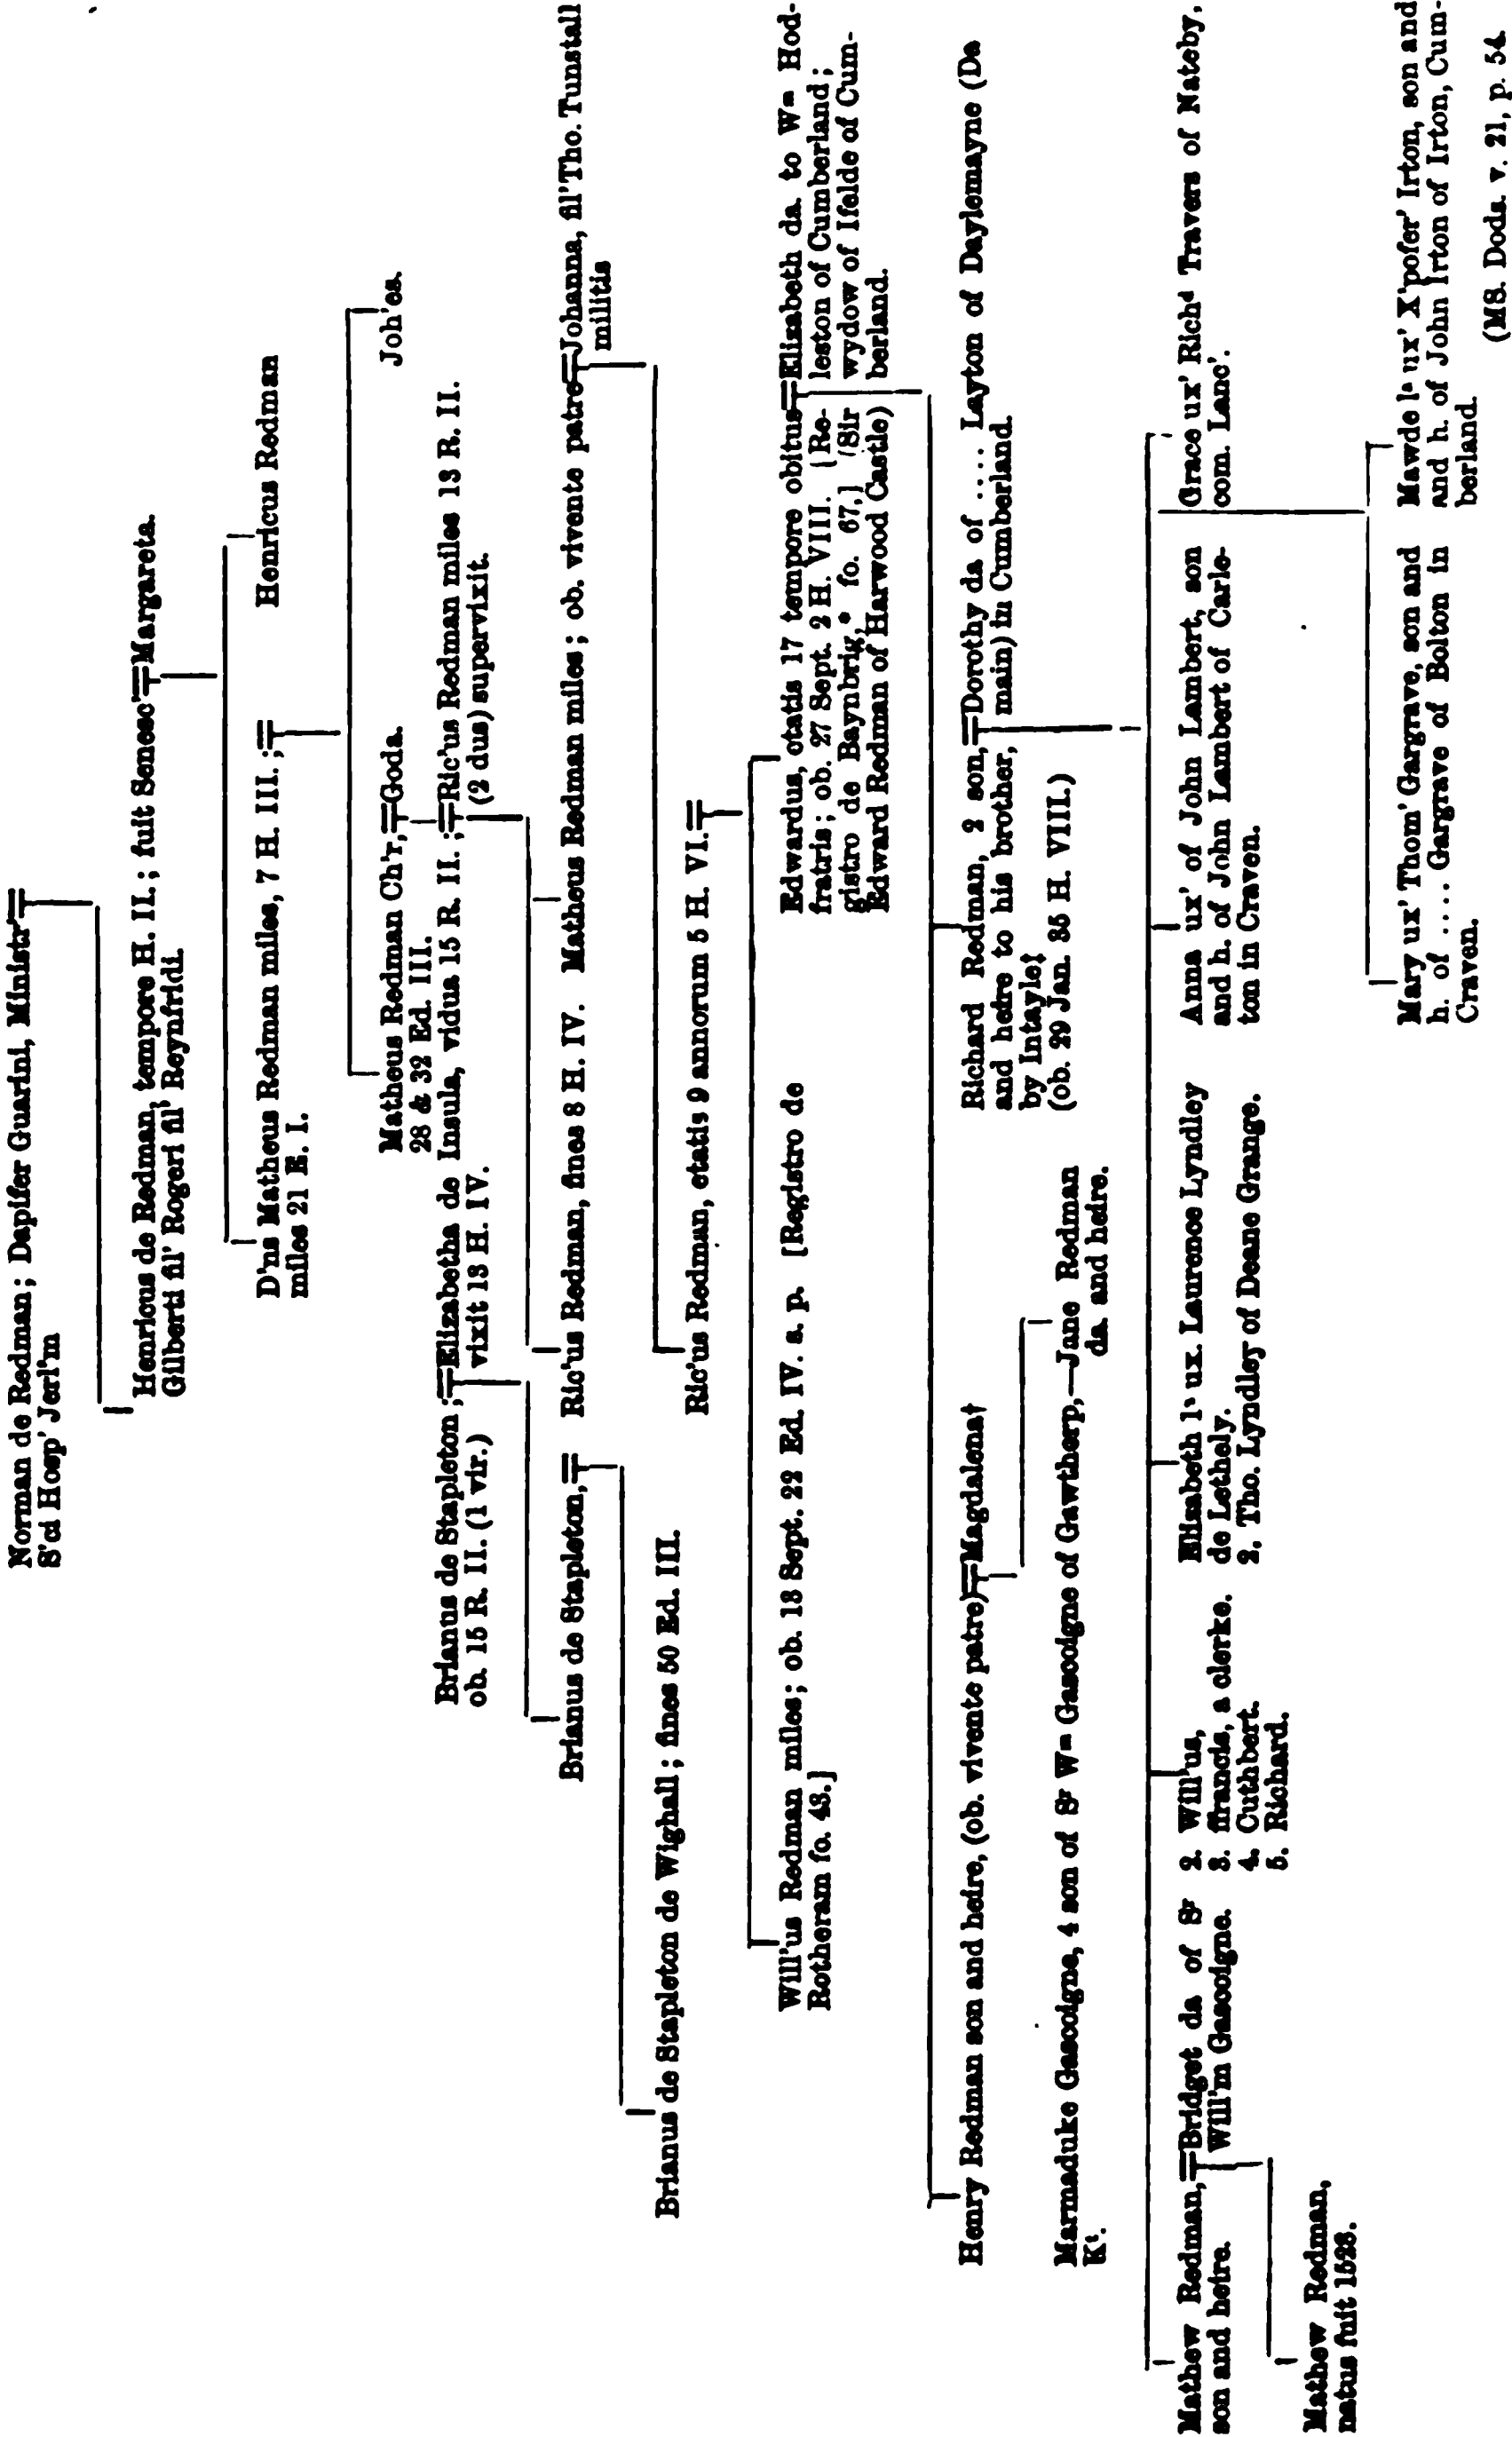 Norman de Redman; Dapifer Guarini, Ministr'
S'ci Hosp' Jerl'm
Henricus de Redman, tempore H. II.; fuit Senesc' Margareta.
Gilberti fil' Rogeri fil' Reynfridi.
D'ns Matheus Redman miles, 7 H. III.;
miles 21 E. I.
Henricus Redman
Matheus Redman Ch'r, Goda.
28 & 32 Ed. III.
Joh'es.
Brianus de Stapleton;
ob. 15 R. II. (1 vir.)
Elizabetha de Insula, vidua 15 R. II.;
vixit 13 H. IV.
Ric'us Redman miles 13 R. II.
(2 dus) supervixit.
Brianus de Stapleton,
Ric'us Redman, fines 8 H. IV.
Matheus Redman miles; ob. vivente patre
Johanna, fil' Tho. Tunstall
militis
Brianus de Stapleton de Wighall; fines 50 Ed. III.
Ric'us Redman, etatis 9 annorum 5 H. VI.
Will'us Redman miles; ob. 18 Sept. 22 Ed. IV. s. p. [Registro de
Rotheram fo. 43.]
Edwardus, etatis 17 tempore obitus
fratris; ob. 27 Sept. 2 H. VIII. [Re-
gistro de Baynbrig,* fo. 67,] (Sir
Edward Redman of Harwood Castle)
Elizabeth da. to Wm Hod-
leston of Cumberland;
wydow of Ifelde of Cum-
berland.
Henry Redman son and heire, (ob. vivente patre) Magdalena†
Richard Redman, 2 son,
and heire to his brother,
by Intayle‡
(ob. 29 Jan. 35 H. VIII.)
Dorothy da of .... Layton of Daylemayne (De
main) in Cumberland.
Marmaduke Gascoigne, 4 son of Sr Wm Gascoigne of Gawtherp,
Kt.
Jane Redman
da. and heire.
Mathew Redman,
son and heire.
Bridget da of Sr
Will'm Gascoigne.
2. Will'us,
3. ffrancis, a clerke.
4. Cuthbert.
5. Richard.
Elizabeth 1a ux. Laurence Lyndley
de Lethely.
2, Tho. Lyndley of Deane Grange.
Anna ux' of John Lambert, son
and h. of John Lambert of Carle-
ton in Craven.
Grace ux' Richd Travers of Nateby,
com. Lanc'.
Mathew Redman,
natus fuit 1528.
Mary ux' Thom' Gargrave, son and
h. of .... Gargrave of Bolton in
Craven.
Mawde 1a ux' X'pofer' Irton, son and
and h. of John Irton of Irton, Cum-
berland.
(MS. Dods. v. 21, p. 54.